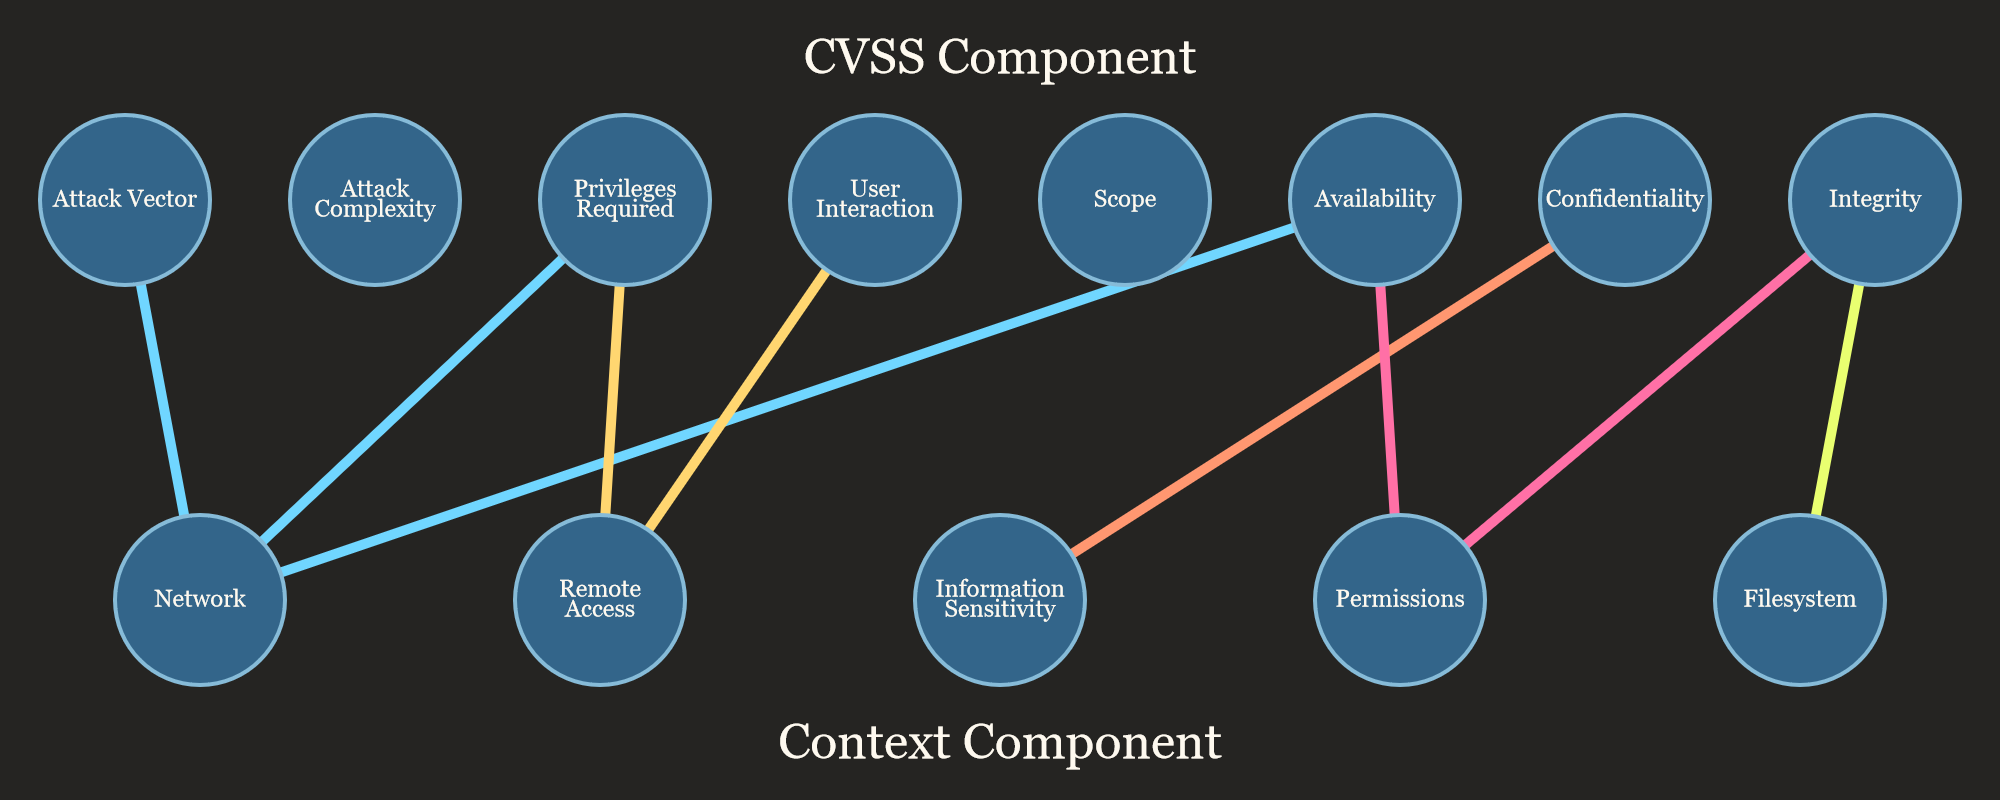 CVSS Component
Attack Vector
Attack
Complexity
Privileges
Required
User
Interaction
Scope
Availability
Confidentiality
Integrity
Network
Remote
Access
Information
Sensitivity
Permissions
Filesystem
Context Component